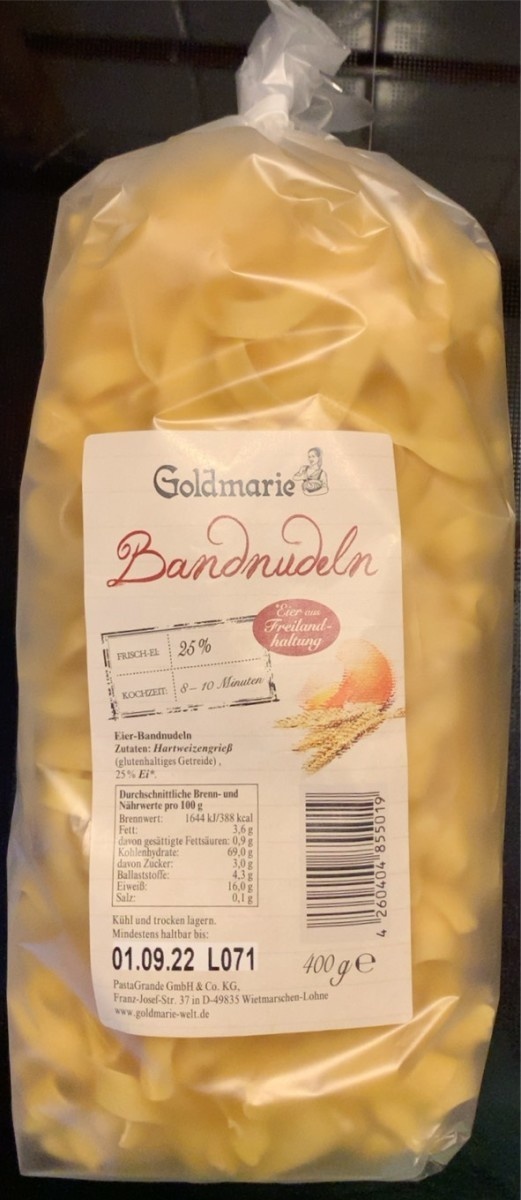 Goldmarie
Bandnudeln
Eier aus
Freiland-
haltung
FRISCH-EI: 25 %
KOCHZEIT: 8 – 10 Minuten
Eier-Bandnudeln
Zutaten: Hartweizengrieß
(glutenhaltiges Getreide),
25% Ei*.
Durchschnittliche Brenn- und
Nährwerte pro 100 g
Brennwert: 1644 kJ/388 kcal
Fett: 3,6 g
davon gesättigte Fettsäuren: 0,9 g
Kohlenhydrate: 69,0 g
davon Zucker: 3,0 g
Ballaststoffe: 4,3 g
Eiweiß: 16,0 g
Salz: 0,1 g
Kühl und trocken lagern.
Mindestens haltbar bis:
01.09.22 L071
PastaGrande GmbH & Co. KG,
Franz-Josef-Str. 37 in D-49835 Wietmarschen-Lohne
www.goldmarie-welt.de
400 g e
4 260404 855019